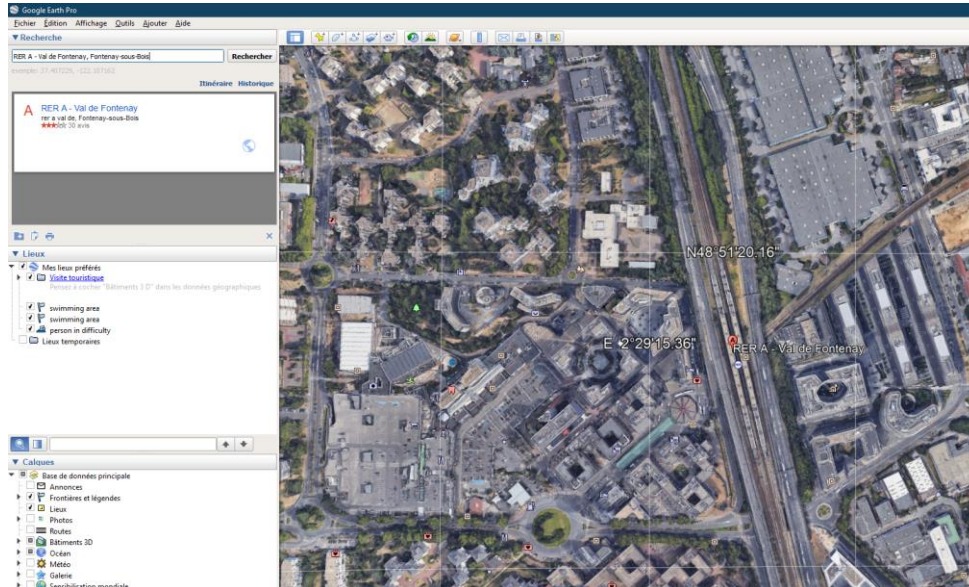 Google Earth Pro
Fichier Édition Affichage Outils Ajouter Aide
Recherche
RER A - Val de Fontenay, Fontenay-sous-Bois
Rechercher
Itinéraire Historique
A
RER A - Val de Fontenay
rer a val de, Fontenay-sous-Bois
30 avis
Lieux
Mes lieux préférés
Visite touristique
Pensez à cocher "Bâtiments 3D" dans les données géographiques
swimming area
swimming area
person in difficulty
Lieux temporaires
Calques
Base de données principale
Annonces
Frontières et légendes
Lieux
Photos
Routes
Bâtiments 3D
Océan
Météo
Galerie
Sensibilisation mondiale
N48°51'20.16"
E 2°29'15.36"
RER A - Val de Fontenay